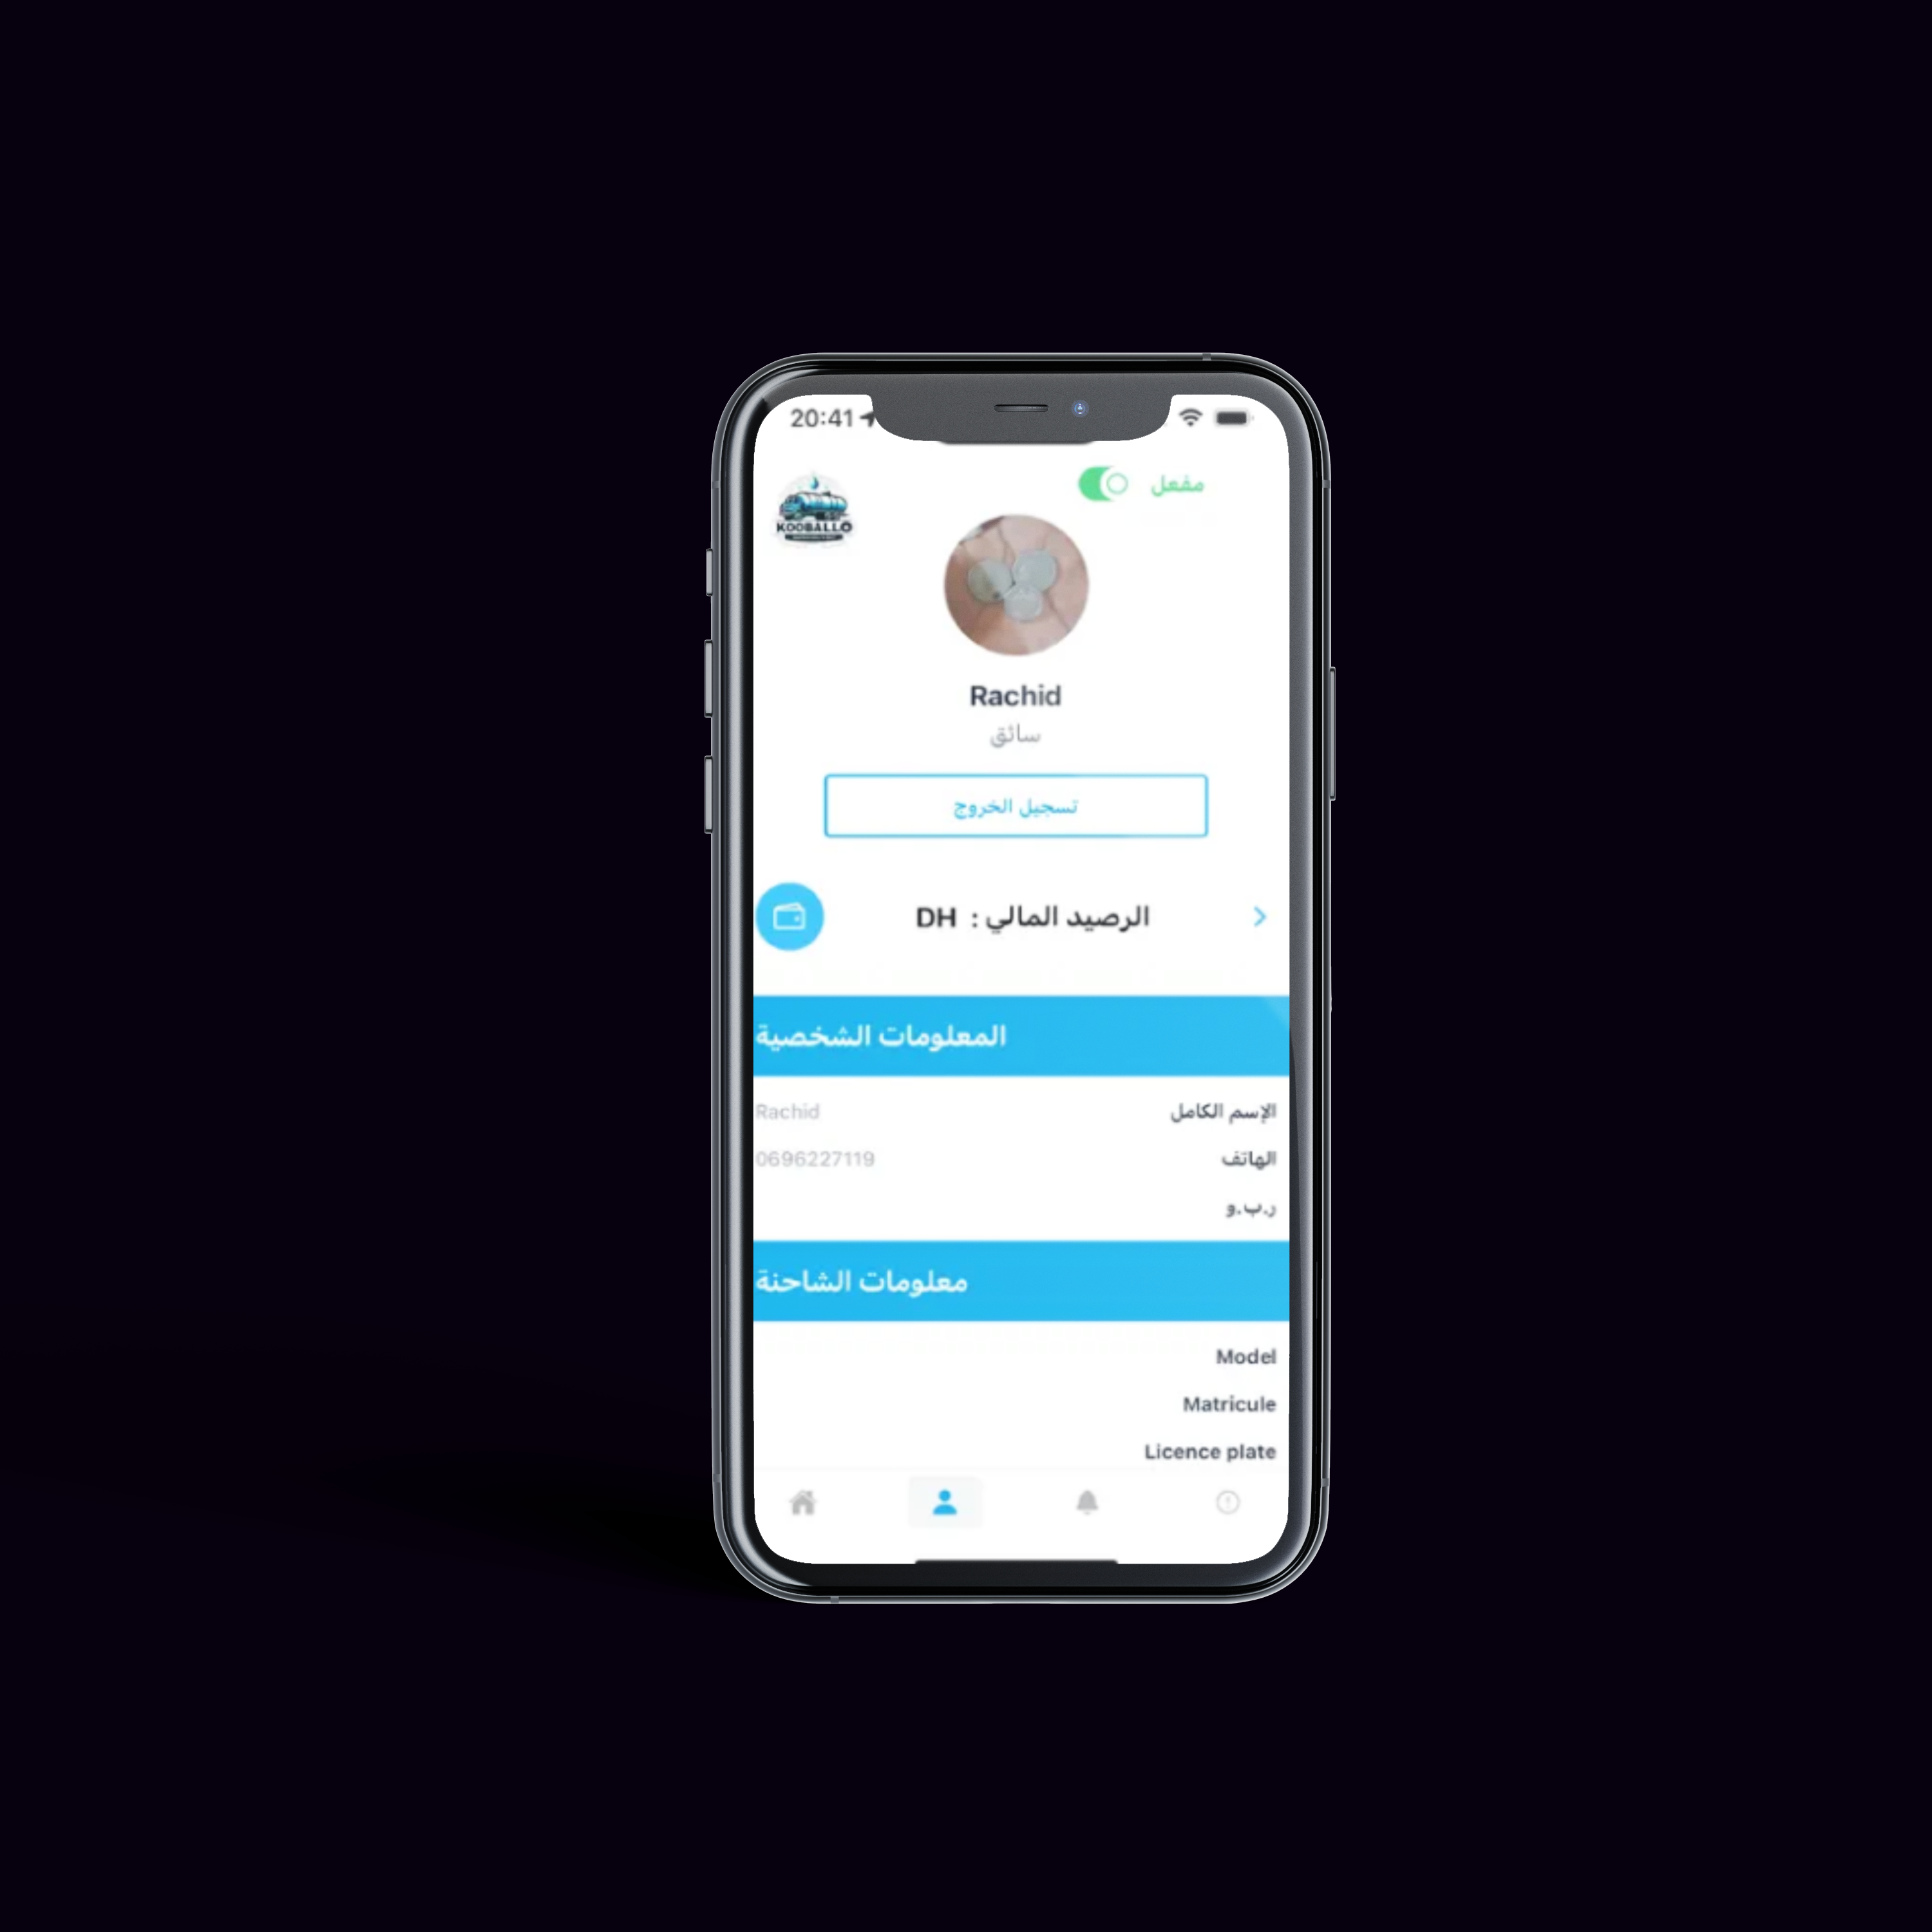 20:41
مفعل
KOOBALLO
Rachid
سائق
تسجيل الخروج
الرصيد المالي : DH
المعلومات الشخصية
الإسم الكامل Rachid
الهاتف 0696227119
ر.ب.و
معلومات الشاحنة
Model
Matricule
Licence plate